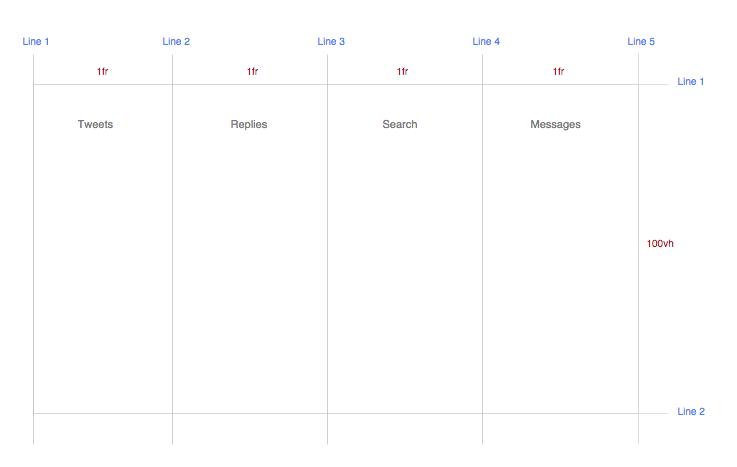 Line 1 Line 2 Line 3 Line 4 Line 5
1fr 1fr 1fr 1fr
Line 1
Tweets Replies Search Messages
100vh
Line 2